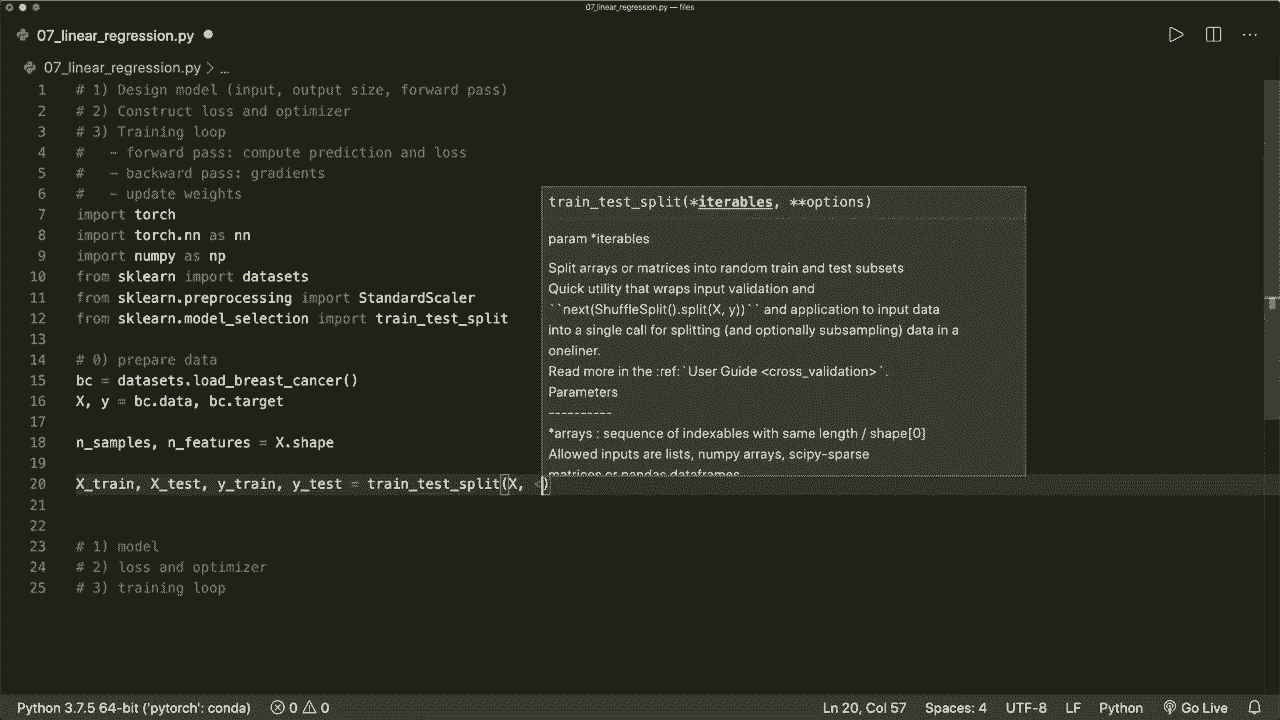 07_linear_regression.py — files
07_linear_regression.py
07_linear_regression.py > ...
1 # 1) Design model (input, output size, forward pass)
2 # 2) Construct loss and optimizer
3 # 3) Training loop
4 #   - forward pass: compute prediction and loss
5 #   - backward pass: gradients
6 #   - update weights
7 import torch
8 import torch.nn as nn
9 import numpy as np
10 from sklearn import datasets
11 from sklearn.preprocessing import StandardScaler
12 from sklearn.model_selection import train_test_split
13
14 # 0) prepare data
15 bc = datasets.load_breast_cancer()
16 X, y = bc.data, bc.target
17
18 n_samples, n_features = X.shape
19
20 X_train, X_test, y_train, y_test = train_test_split(X, )
21
22
23 # 1) model
24 # 2) loss and optimizer
25 # 3) training loop
train_test_split(*iterables, **options)
param *iterables
Split arrays or matrices into random train and test subsets
Quick utility that wraps input validation and
``next(ShuffleSplit().split(X, y))`` and application to input data
into a single call for splitting (and optionally subsampling) data in a
oneliner.
Read more in the :ref:`User Guide <cross_validation>`.
Parameters
----------
*arrays : sequence of indexables with same length / shape[0]
Allowed inputs are lists, numpy arrays, scipy-sparse
matrices or pandas dataframes
Python 3.7.5 64-bit ('pytorch': conda) 0 0 Ln 20, Col 57 Spaces: 4 UTF-8 LF Python Go Live